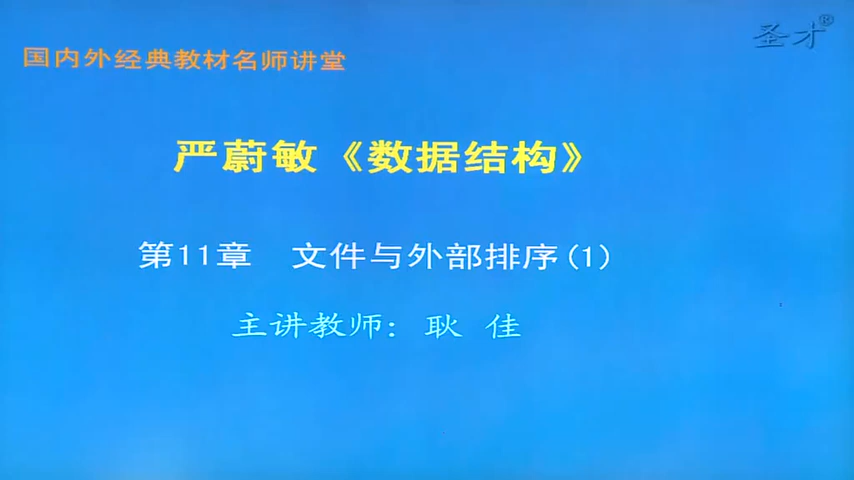 圣才®
国内外经典教材名师讲堂
严蔚敏《数据结构》
第11章 文件与外部排序(1)
主讲教师：耿 佳